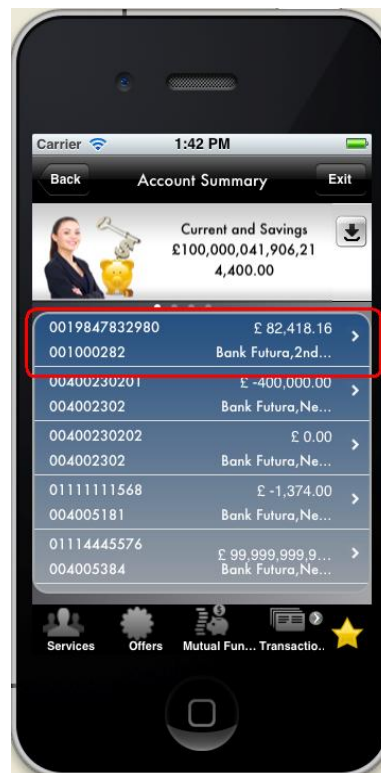 Carrier 1:42 PM
Back Account Summary Exit
Current and Savings
£100,000,041,906,21
4,400.00
0019847832980 £ 82,418.16
001000282 Bank Futura,2nd...
00400230201 £ -400,000.00
004002302 Bank Futura,Ne...
00400230202 £ 0.00
004002302 Bank Futura,Ne...
01111111568 £ -1,374.00
004005181 Bank Futura,Ne...
01114445576 £ 99,999,999,9...
004005384 Bank Futura,Ne...
Services Offers Mutual Fun... Transactio..